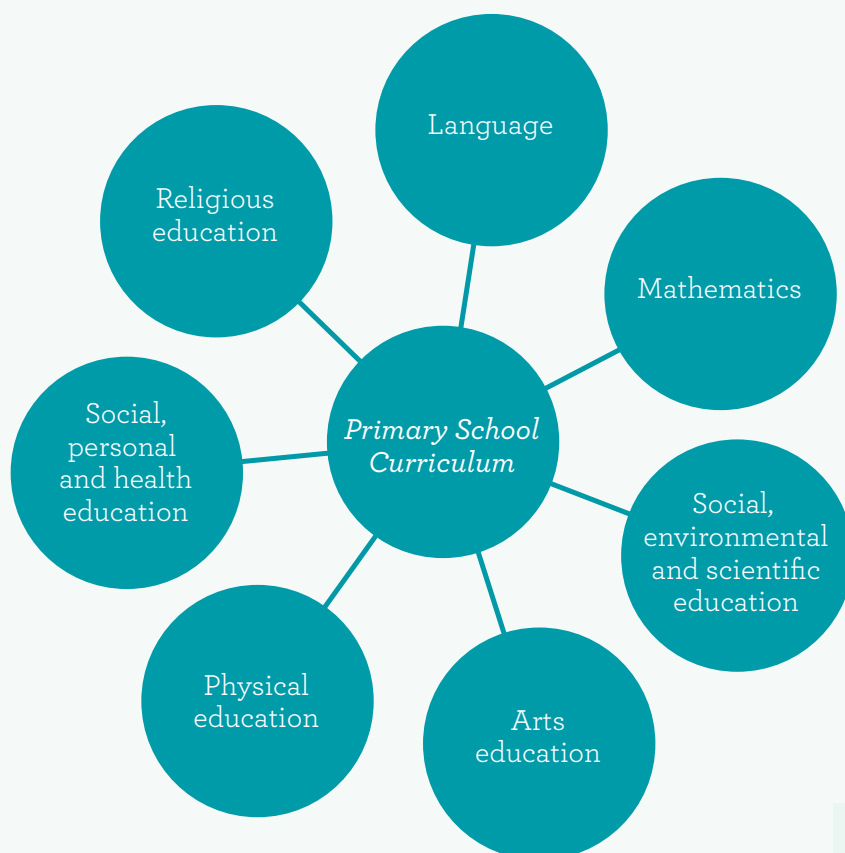 Language
Religious
education
Mathematics
Primary School
Curriculum
Social,
personal
and health
education
Social,
environmental
and scientific
education
Physical
education
Arts
education